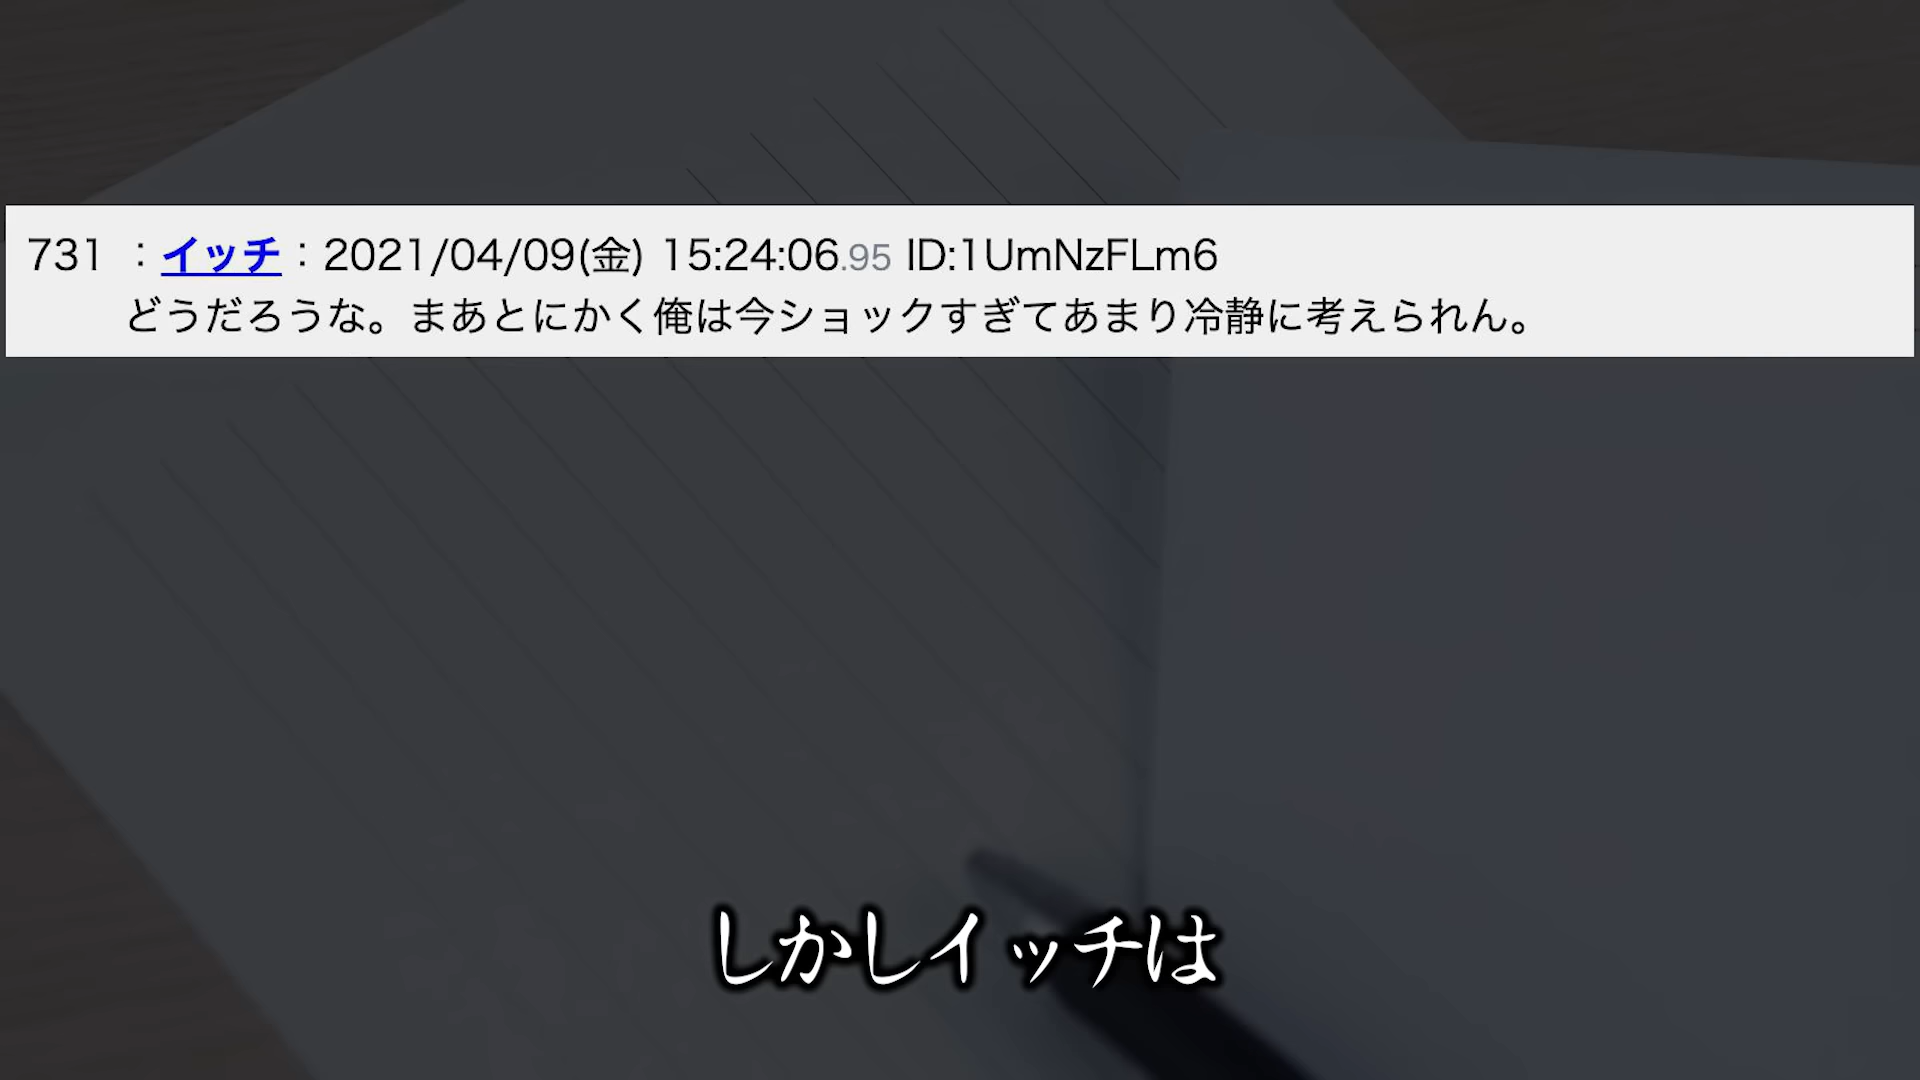 731 ：イッチ：2021/04/09(金) 15:24:06.95 ID:1UmNzFLm6
どうだろうな。まあとにかく俺は今ショックすぎてあまり冷静に考えられん。
しかしイッチは